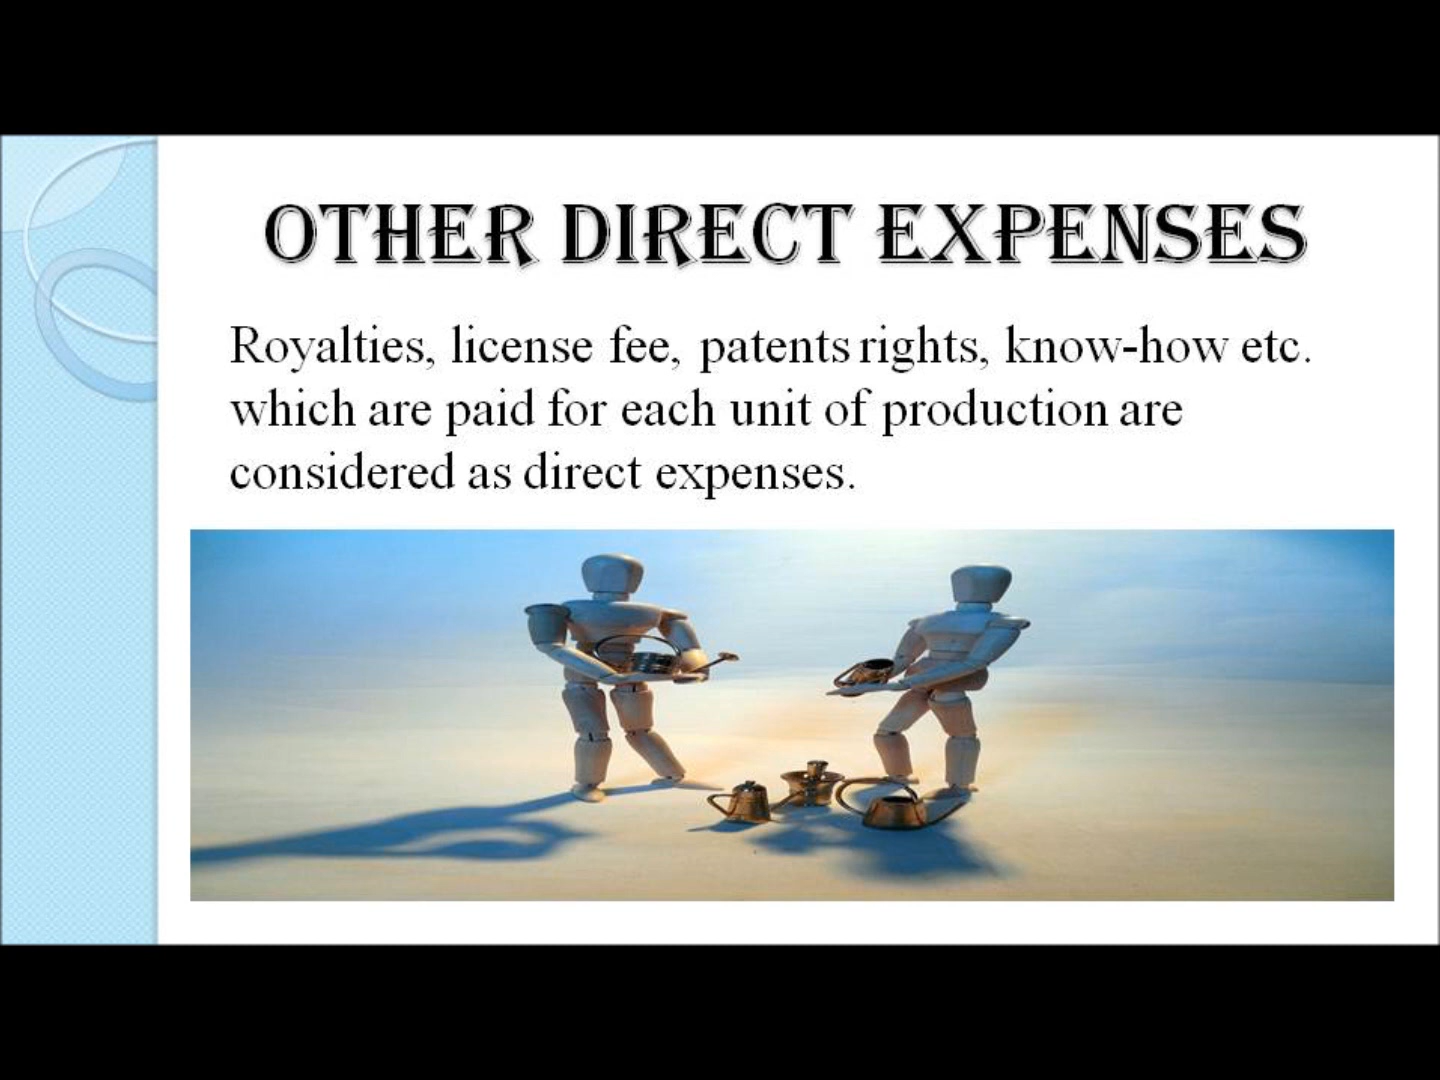 OTHER DIRECT EXPENSES
Royalties, license fee, patents rights, know-how etc.
which are paid for each unit of production are
considered as direct expenses.